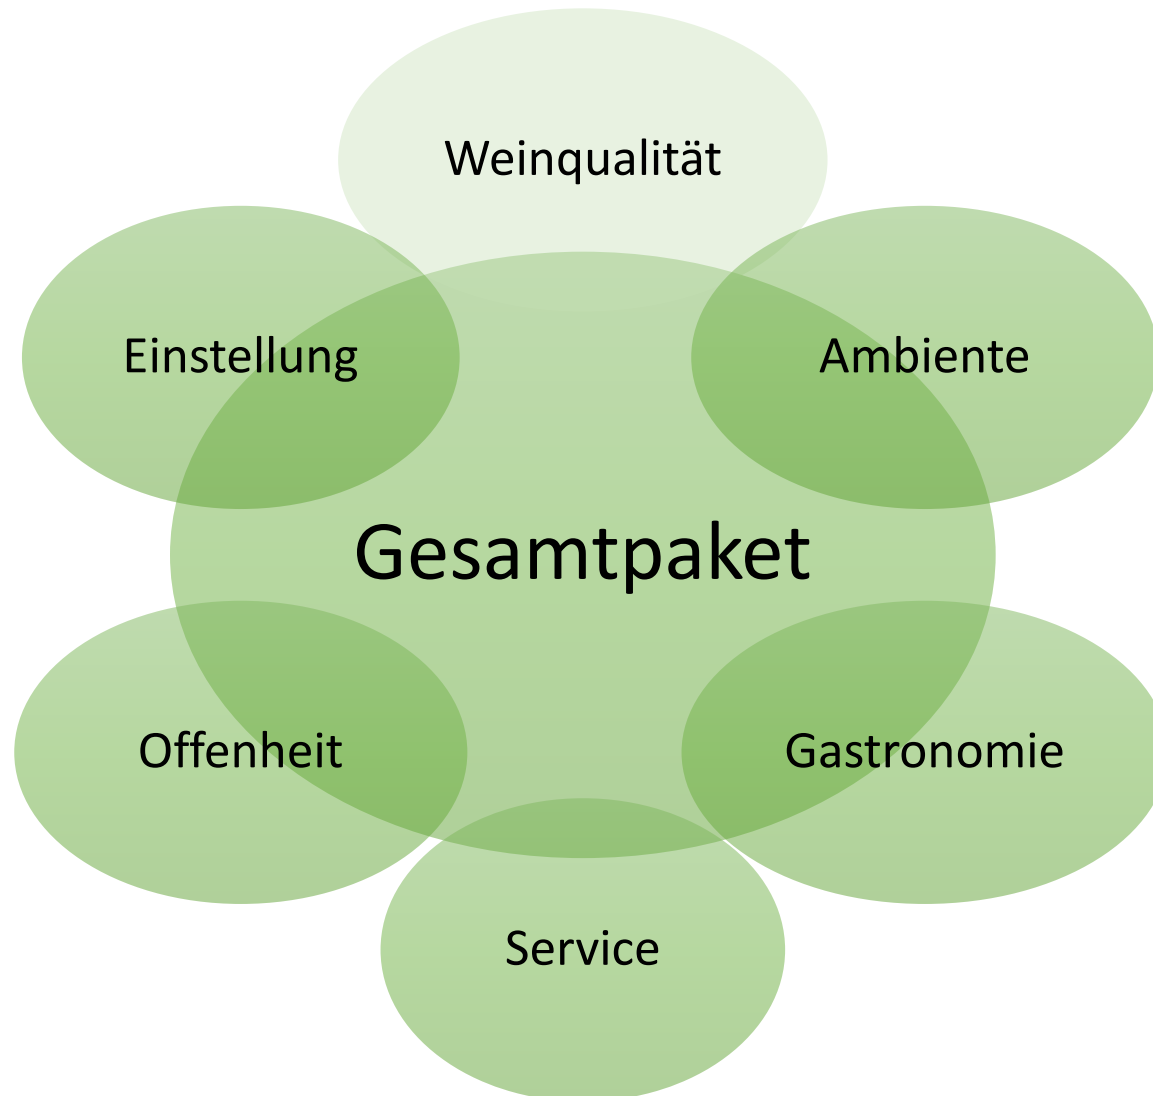 Weinqualität
Einstellung
Ambiente
Gesamtpaket
Offenheit
Gastronomie
Service